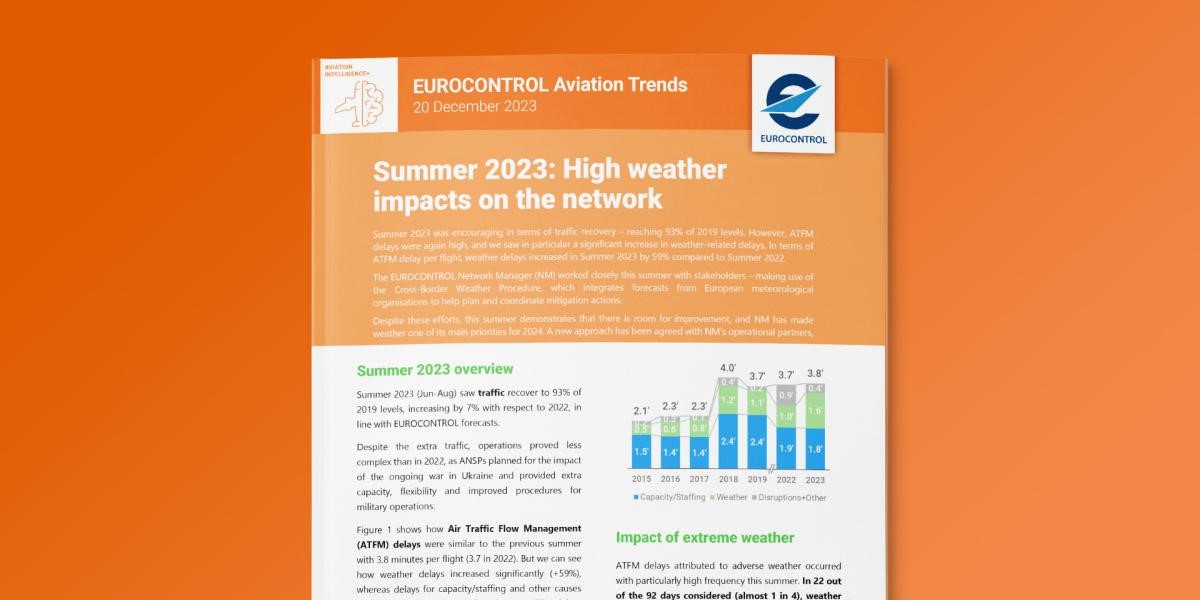 AVIATION
INTELLIGENCE+
EUROCONTROL Aviation Trends
20 December 2023
EUROCONTROL
Summer 2023: High weather
impacts on the network
Summer 2023 was encouraging in terms of traffic recovery – reaching 93% of 2019 levels. However, ATFM
delays were again high, and we saw in particular a significant increase in weather-related delays. In terms of
ATFM delay per flight, weather delays increased in Summer 2023 by 59% compared to Summer 2022.
The EUROCONTROL Network Manager (NM) worked closely this summer with stakeholders – making use of
the Cross-Border Weather Procedure, which integrates forecasts from European meteorological
organisations to help plan and coordinate mitigation actions.
Despite these efforts, this summer demonstrates that there is room for improvement, and NM has made
weather one of its main priorities for 2024. A new approach has been agreed with NM's operational partners,
Summer 2023 overview
Summer 2023 (Jun-Aug) saw traffic recover to 93% of
2019 levels, increasing by 7% with respect to 2022, in
line with EUROCONTROL forecasts.
Despite the extra traffic, operations proved less
complex than in 2022, as ANSPs planned for the impact
of the ongoing war in Ukraine and provided extra
capacity, flexibility and improved procedures for
military operations.
Figure 1 shows how Air Traffic Flow Management
(ATFM) delays were similar to the previous summer
with 3.8 minutes per flight (3.7 in 2022). But we can see
how weather delays increased significantly (+59%),
whereas delays for capacity/staffing and other causes
2.1' 2.3' 2.3' 4.0' 3.7' 3.7' 3.8'
0.4' 0.2' 0.9' 0.4'
0.5' 0.6' 0.8' 1.2' 1.1' 1.0' 1.6'
1.5' 1.4' 1.4' 2.4' 2.4' 1.9' 1.8'
2015 2016 2017 2018 2019 2022 2023
Capacity/Staffing Weather Disruptions+Other
Impact of extreme weather
ATFM delays attributed to adverse weather occurred
with particularly high frequency this summer. In 22 out
of the 92 days considered (almost 1 in 4), weather